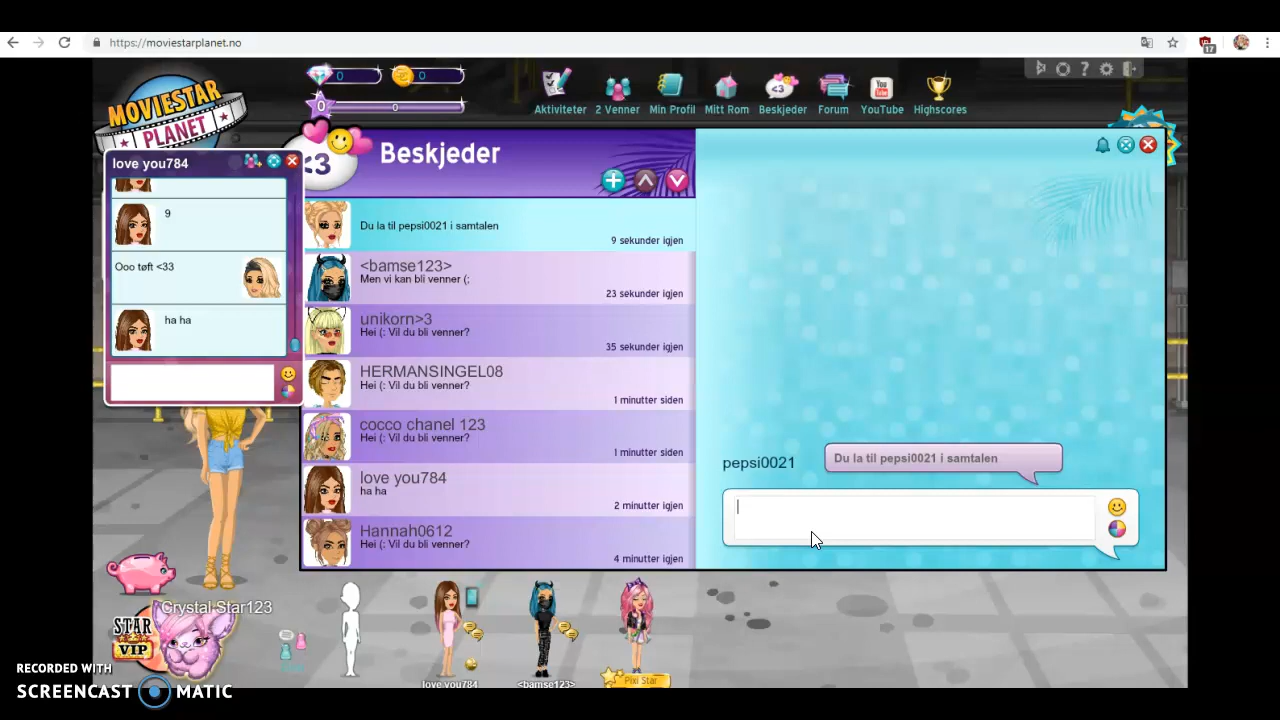 https://moviestarplanet.no
17
MOVIESTAR
PLANET
0
0
0
0
Aktiviteter
2 Venner
Min Profil
Mitt Rom
<3
Beskjeder
Forum
You
Tube
YouTube
Highscores
love you784
9
Ooo tøft <33
ha ha
<3
Beskjeder
Du la til pepsi0021 i samtalen
9 sekunder igjen
<bamse123>
Men vi kan bli venner (;
23 sekunder igjen
unikorn>3
Hei (: Vil du bli venner?
35 sekunder igjen
HERMANSINGEL08
Hei (: Vil du bli venner?
1 minutter siden
cocco chanel 123
Hei (: Vil du bli venner?
1 minutter siden
love you784
ha ha
2 minutter igjen
Hannah0612
Hei (: Vil du bli venner?
4 minutter igjen
pepsi0021
Du la til pepsi0021 i samtalen
Crystal Star123
STAR
VIP
love you784
<bamse123>
Pixi Star
RECORDED WITH
SCREENCAST MATIC